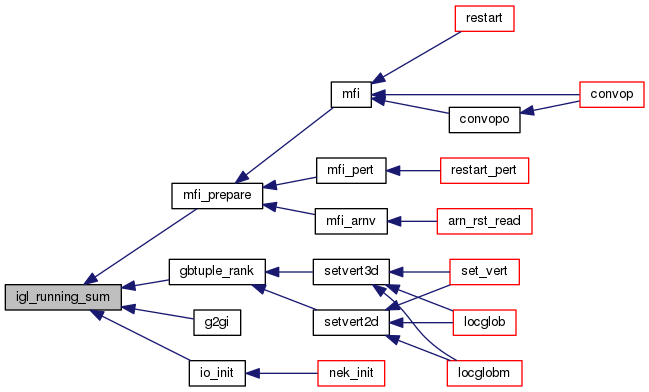 restart
mfi
convop
convopo
mfi_pert
restart_pert
mfi_prepare
mfi_arnv
arn_rst_read
gbtuple_rank
setvert3d
set_vert
igl_running_sum
g2gi
setvert2d
locglob
io_init
nek_init
locglobm